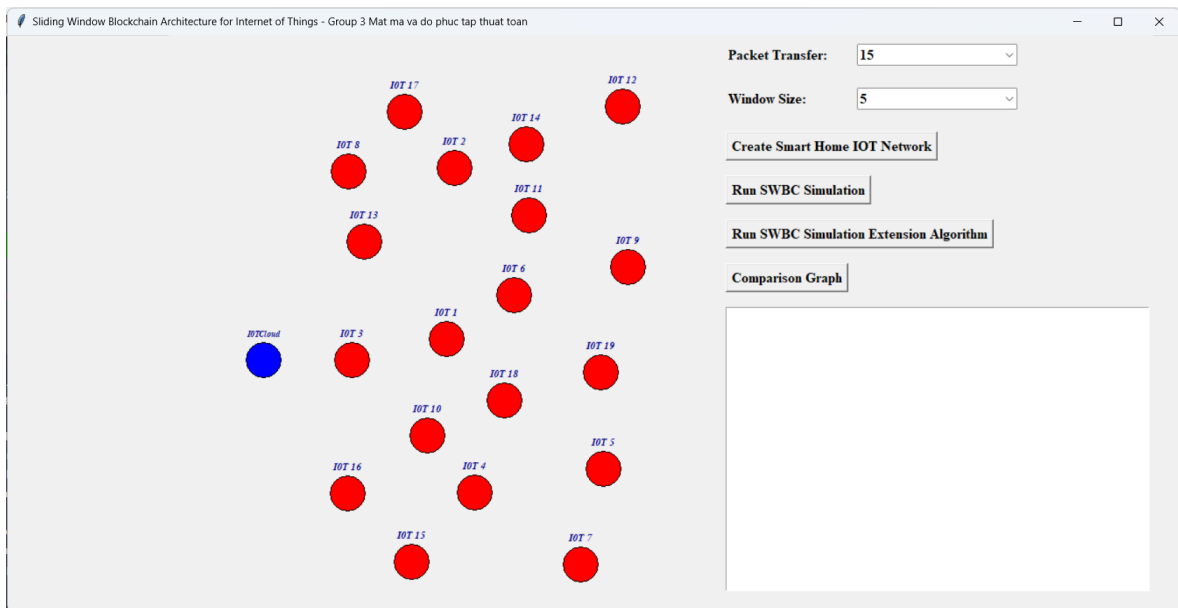 Sliding Window Blockchain Architecture for Internet of Things - Group 3 Mat ma va do phuc tap thuat toan
Packet Transfer: 15
Window Size: 5
Create Smart Home IOT Network
Run SWBC Simulation
Run SWBC Simulation Extension Algorithm
Comparison Graph
IOT 12
IOT 17
IOT 14
IOT 2
IOT 8
IOT 11
IOT 13
IOT 9
IOT 6
IOT 1
IOTCloud
IOT 3
IOT 19
IOT 18
IOT 10
IOT 5
IOT 4
IOT 16
IOT 15
IOT 7